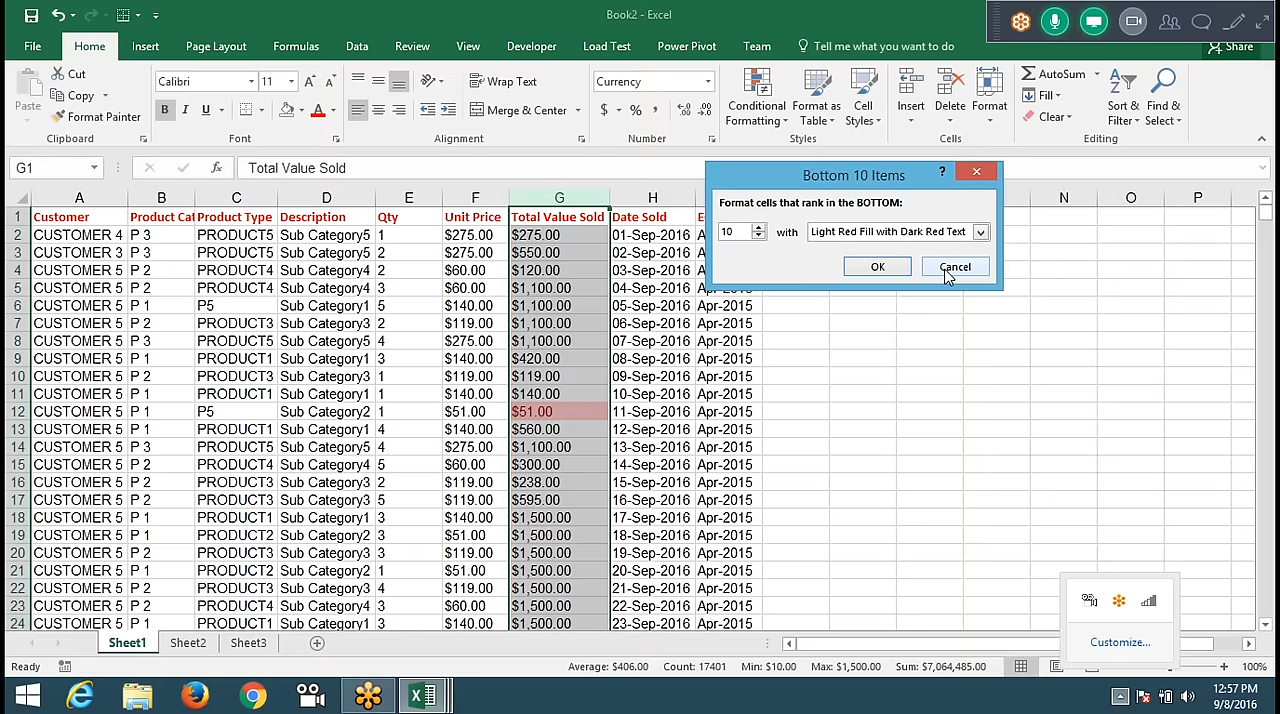 Book2 - Excel
File Home Insert Page Layout Formulas Data Review View Developer Load Test Power Pivot Team Tell me what you want to do Share
Paste Cut Copy Format Painter
Calibri 11 B I U A
Wrap Text Merge & Center
Currency $ %
Conditional Formatting Format as Table Cell Styles
Insert Delete Format
AutoSum Fill Clear Sort & Filter Find & Select
Clipboard Font Alignment Number Styles Cells Editing
G1 fx Total Value Sold
Bottom 10 Items ?
Format cells that rank in the BOTTOM:
10 with Light Red Fill with Dark Red Text
OK Cancel
A B C D E F G H N O P
1 Customer Product Cat Product Type Description Qty Unit Price Total Value Sold Date Sold E
2 CUSTOMER 4 P 3 PRODUCT5 Sub Category5 1 $275.00 $275.00 01-Sep-2016
3 CUSTOMER 3 P 3 PRODUCT5 Sub Category5 2 $275.00 $550.00 02-Sep-2016
4 CUSTOMER 5 P 2 PRODUCT4 Sub Category4 2 $60.00 $120.00 03-Sep-2016
5 CUSTOMER 5 P 2 PRODUCT4 Sub Category4 3 $60.00 $1,100.00 04-Sep-2016 Apr-2015
6 CUSTOMER 5 P 1 P5 Sub Category1 5 $140.00 $1,100.00 05-Sep-2016 Apr-2015
7 CUSTOMER 5 P 2 PRODUCT3 Sub Category3 2 $119.00 $1,100.00 06-Sep-2016 Apr-2015
8 CUSTOMER 5 P 3 PRODUCT5 Sub Category5 4 $275.00 $1,100.00 07-Sep-2016 Apr-2015
9 CUSTOMER 5 P 1 PRODUCT1 Sub Category1 3 $140.00 $420.00 08-Sep-2016 Apr-2015
10 CUSTOMER 5 P 2 PRODUCT3 Sub Category3 1 $119.00 $119.00 09-Sep-2016 Apr-2015
11 CUSTOMER 5 P 1 PRODUCT1 Sub Category1 1 $140.00 $140.00 10-Sep-2016 Apr-2015
12 CUSTOMER 5 P 1 P5 Sub Category2 1 $51.00 $51.00 11-Sep-2016 Apr-2015
13 CUSTOMER 5 P 1 PRODUCT1 Sub Category1 4 $140.00 $560.00 12-Sep-2016 Apr-2015
14 CUSTOMER 5 P 3 PRODUCT5 Sub Category5 4 $275.00 $1,100.00 13-Sep-2016 Apr-2015
15 CUSTOMER 5 P 2 PRODUCT4 Sub Category4 5 $60.00 $300.00 14-Sep-2016 Apr-2015
16 CUSTOMER 5 P 2 PRODUCT3 Sub Category3 2 $119.00 $238.00 15-Sep-2016 Apr-2015
17 CUSTOMER 5 P 2 PRODUCT3 Sub Category3 5 $119.00 $595.00 16-Sep-2016 Apr-2015
18 CUSTOMER 5 P 1 PRODUCT1 Sub Category1 3 $140.00 $1,500.00 17-Sep-2016 Apr-2015
19 CUSTOMER 5 P 1 PRODUCT2 Sub Category2 3 $51.00 $1,500.00 18-Sep-2016 Apr-2015
20 CUSTOMER 5 P 2 PRODUCT3 Sub Category3 3 $119.00 $1,500.00 19-Sep-2016 Apr-2015
21 CUSTOMER 5 P 1 PRODUCT2 Sub Category2 1 $51.00 $1,500.00 20-Sep-2016 Apr-2015
22 CUSTOMER 5 P 2 PRODUCT3 Sub Category3 4 $119.00 $1,500.00 21-Sep-2016 Apr-2015
23 CUSTOMER 5 P 2 PRODUCT4 Sub Category4 3 $60.00 $1,500.00 22-Sep-2016 Apr-2015
24 CUSTOMER 5 P 1 PRODUCT1 Sub Category1 3 $140.00 $1,500.00 23-Sep-2016 Apr-2015
Customize...
Sheet1 Sheet2 Sheet3
Ready Average: $406.00 Count: 17401 Min: $10.00 Max: $1,500.00 Sum: $7,064,485.00 100%
12:57 PM
9/8/2016